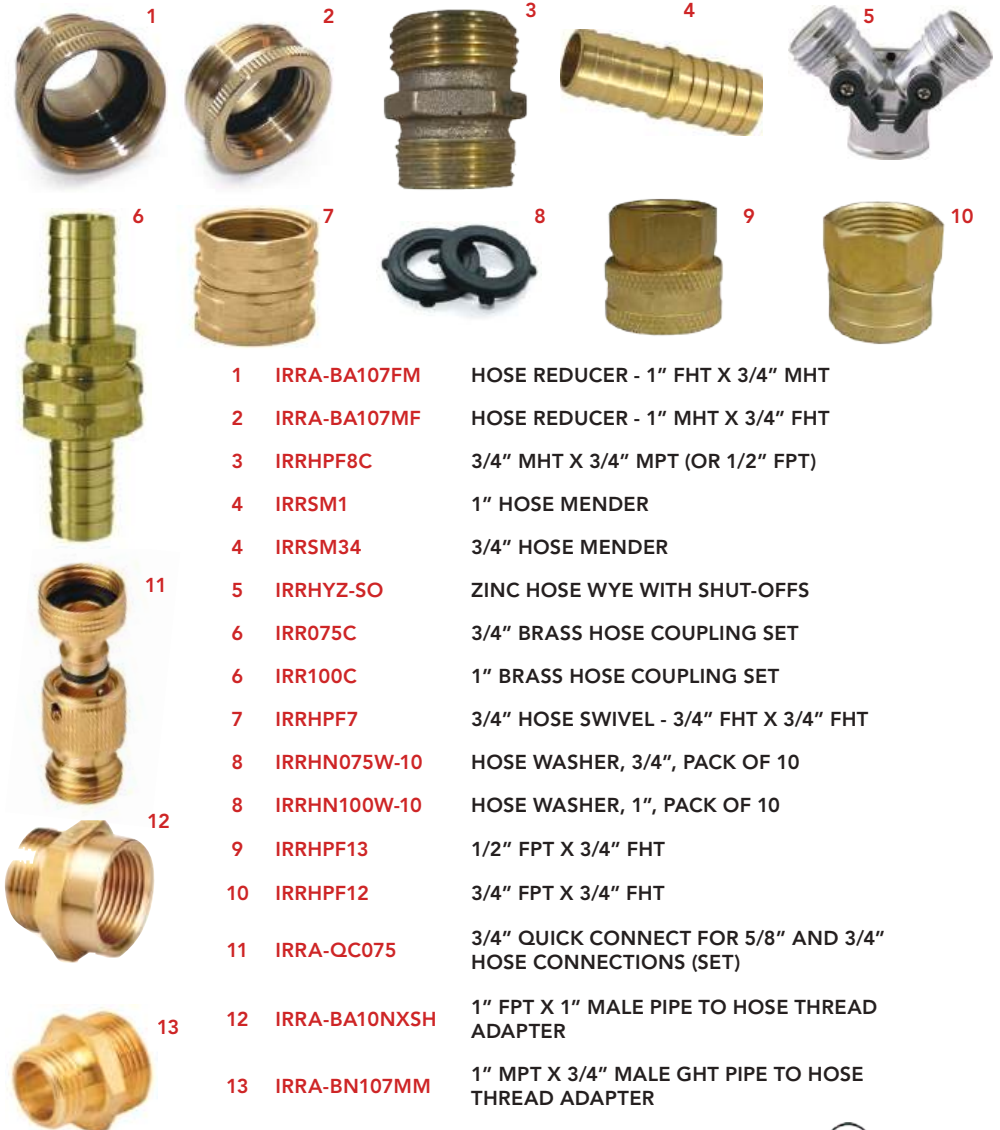 1
2
3
4
5
6
7
8
9
10
1 IRRA-BA107FM HOSE REDUCER - 1" FHT X 3/4" MHT
2 IRRA-BA107MF HOSE REDUCER - 1" MHT X 3/4" FHT
3 IRRHPF8C 3/4" MHT X 3/4" MPT (OR 1/2" FPT)
4 IRRSM1 1" HOSE MENDER
4 IRRSM34 3/4" HOSE MENDER
11
5 IRRHYZ-SO ZINC HOSE WYE WITH SHUT-OFFS
6 IRR075C 3/4" BRASS HOSE COUPLING SET
6 IRR100C 1" BRASS HOSE COUPLING SET
7 IRRHPF7 3/4" HOSE SWIVEL - 3/4" FHT X 3/4" FHT
8 IRRHN075W-10 HOSE WASHER, 3/4", PACK OF 10
8 IRRHN100W-10 HOSE WASHER, 1", PACK OF 10
12
9 IRRHPF13 1/2" FPT X 3/4" FHT
10 IRRHPF12 3/4" FPT X 3/4" FHT
11 IRRA-QC075 3/4" QUICK CONNECT FOR 5/8" AND 3/4"
HOSE CONNECTIONS (SET)
12 IRRA-BA10NXSH 1" FPT X 1" MALE PIPE TO HOSE THREAD
ADAPTER
13
13 IRRA-BN107MM 1" MPT X 3/4" MALE GHT PIPE TO HOSE
THREAD ADAPTER